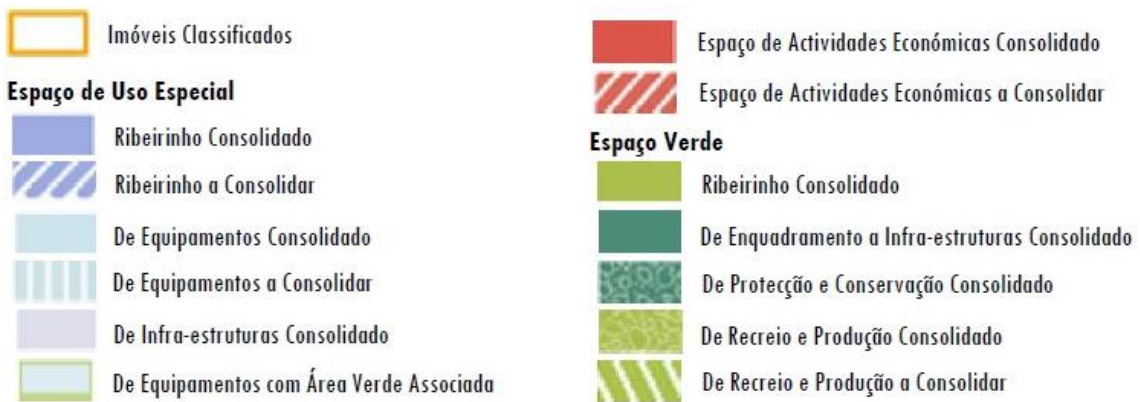 Imóveis Classificados
Espaço de Uso Especial
Ribeirinho Consolidado
Ribeirinho a Consolidar
De Equipamentos Consolidado
De Equipamentos a Consolidar
De Infra-estruturas Consolidado
De Equipamentos com Área Verde Associada
Espaço de Actividades Económicas Consolidado
Espaço de Actividades Económicas a Consolidar
Espaço Verde
Ribeirinho Consolidado
De Enquadramento a Infra-estruturas Consolidado
De Protecção e Conservação Consolidado
De Recreio e Produção Consolidado
De Recreio e Produção a Consolidar